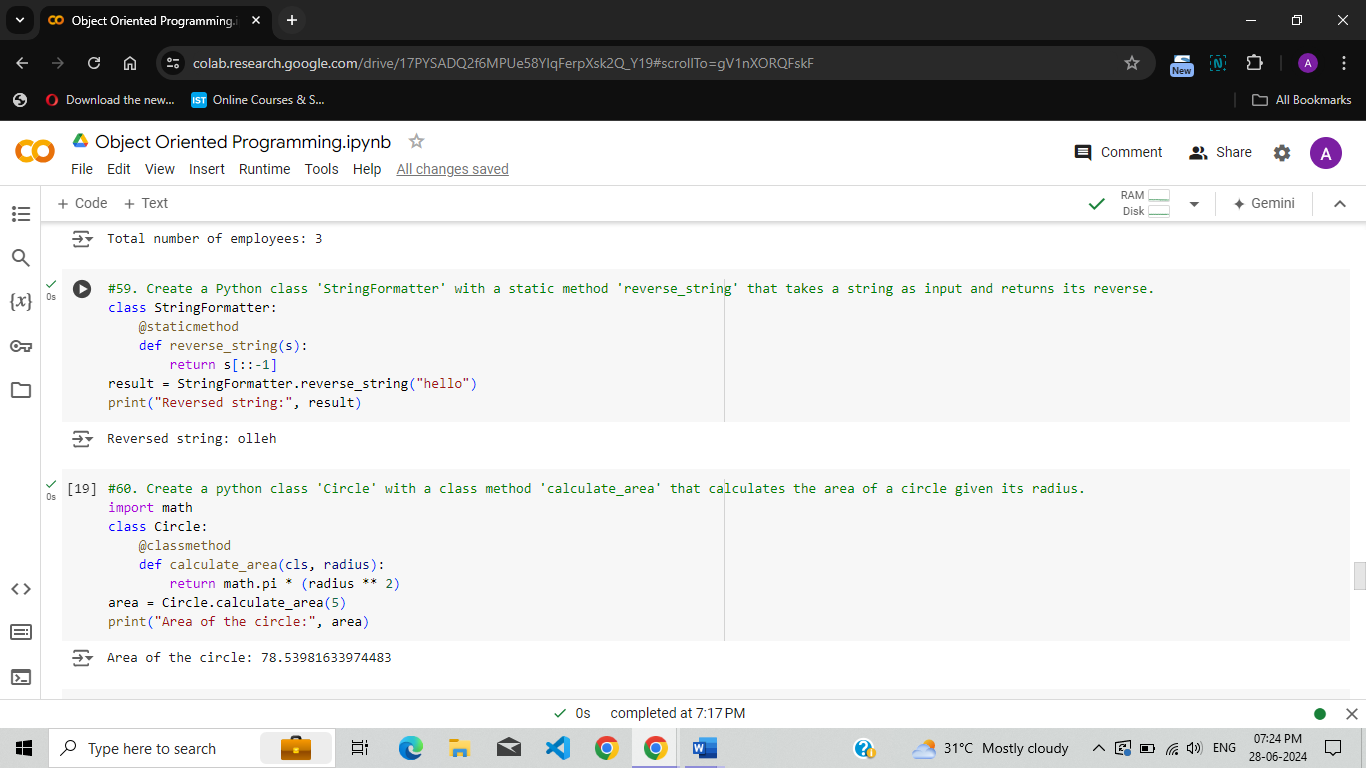 Object Oriented Programming.i
colab.research.google.com/drive/17PYSADQ2f6MPUe58YIqFerpXsk2Q_Y19#scrollTo=gV1nXORQFskF
New
N
A
Download the new...
IST
Online Courses & S...
All Bookmarks
Object Oriented Programming.ipynb
File Edit View Insert Runtime Tools Help All changes saved
Comment
Share
A
+ Code + Text
RAM
Disk
Gemini
Total number of employees: 3
0s
#59. Create a Python class 'StringFormatter' with a static method 'reverse_string' that takes a string as input and returns its reverse.
class StringFormatter:
@staticmethod
def reverse_string(s):
return s[::-1]
result = StringFormatter.reverse_string("hello")
print("Reversed string:", result)
Reversed string: olleh
0s
[19] #60. Create a python class 'Circle' with a class method 'calculate_area' that calculates the area of a circle given its radius.
import math
class Circle:
@classmethod
def calculate_area(cls, radius):
return math.pi * (radius ** 2)
area = Circle.calculate_area(5)
print("Area of the circle:", area)
Area of the circle: 78.53981633974483
{x}
0s completed at 7:17 PM
Type here to search
31°C Mostly cloudy
ENG
07:24 PM
28-06-2024